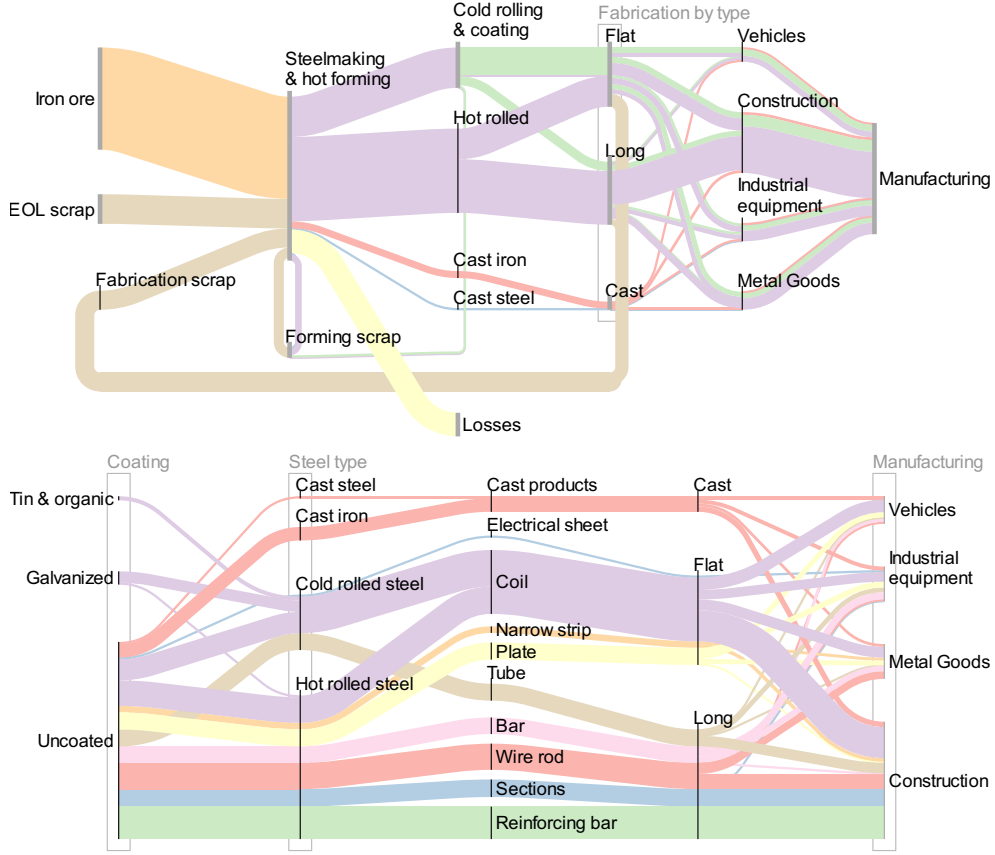 Cold rolling
& coating
Fabrication by type
Flat
Vehicles
Steelmaking
& hot forming
Iron ore
Construction
Hot rolled
Long
Manufacturing
EOL scrap
Industrial
equipment
Cast iron
Fabrication scrap
Cast steel
Cast
Metal Goods
Forming scrap
Losses
Coating
Steel type
Manufacturing
Tin & organic
Cast steel
Cast products
Cast
Vehicles
Cast iron
Electrical sheet
Galvanized
Cold rolled steel
Coil
Flat
Industrial
equipment
Narrow strip
Plate
Metal Goods
Tube
Hot rolled steel
Long
Uncoated
Bar
Wire rod
Construction
Sections
Reinforcing bar